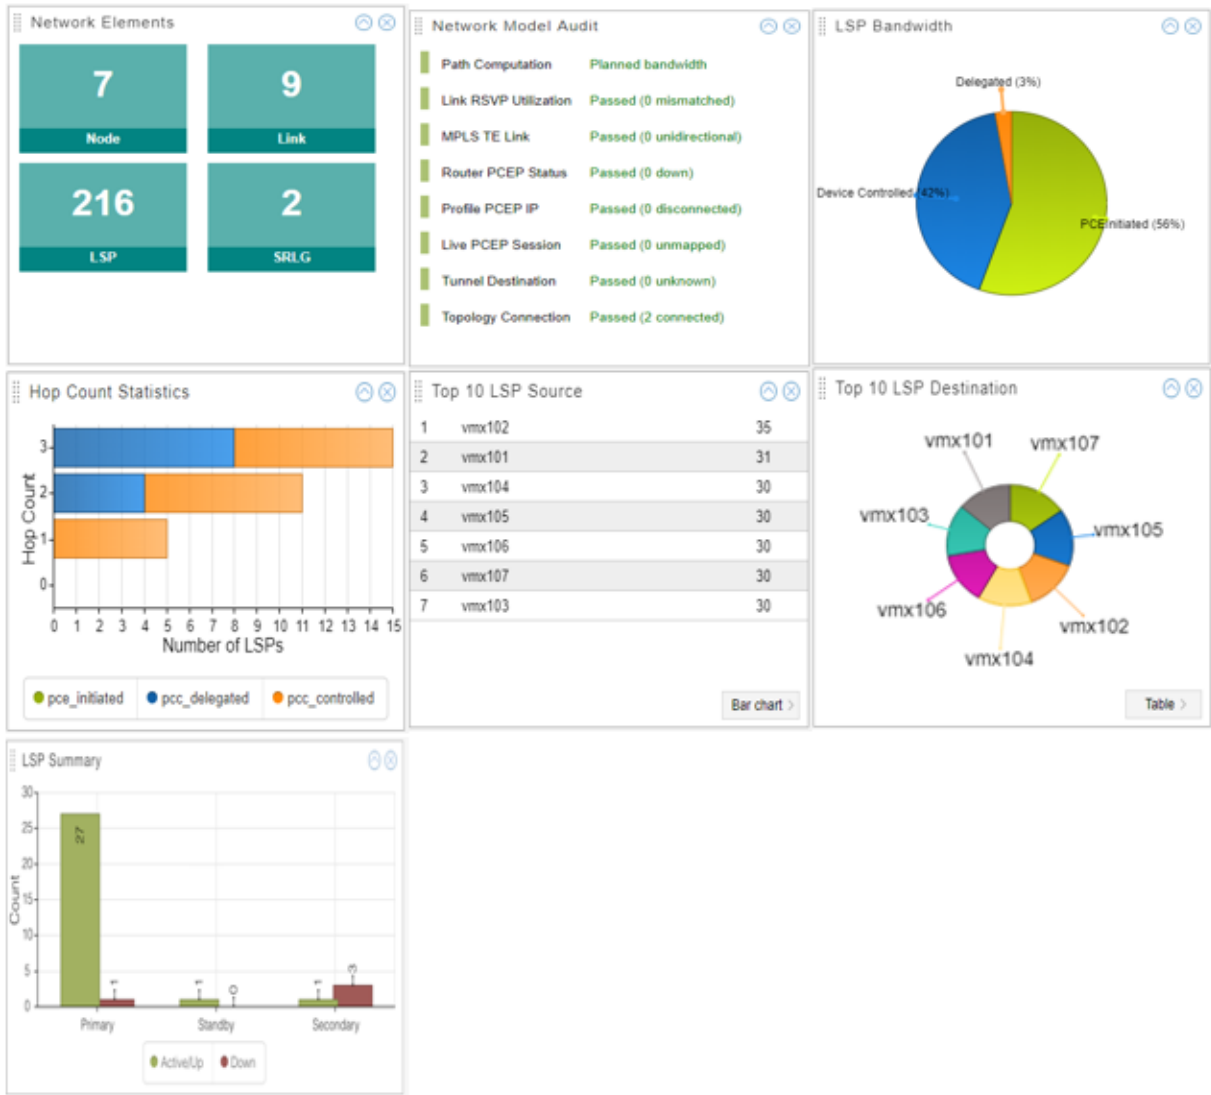 Network Elements
7
Node
9
Link
216
LSP
2
SRLG
Network Model Audit
Path Computation Planned bandwidth
Link RSVP Utilization Passed (0 mismatched)
MPLS TE Link Passed (0 unidirectional)
Router PCEP Status Passed (0 down)
Profile PCEP IP Passed (0 disconnected)
Live PCEP Session Passed (0 unmapped)
Tunnel Destination Passed (0 unknown)
Topology Connection Passed (2 connected)
LSP Bandwidth
Delegated (3%)
Device Controlled (42%)
PCEInitiated (56%)
Hop Count Statistics
Hop Count
3
2
1
0
0 1 2 3 4 5 6 7 8 9 10 11 12 13 14 15
Number of LSPs
pce_initiated pcc_delegated pcc_controlled
Top 10 LSP Source
1 vmx102 35
2 vmx101 31
3 vmx104 30
4 vmx105 30
5 vmx106 30
6 vmx107 30
7 vmx103 30
Bar chart >
Top 10 LSP Destination
vmx101
vmx107
vmx103
vmx105
vmx106
vmx102
vmx104
Table >
LSP Summary
Count
30
25
20
15
10
5
0
27
1
1
0
1
3
Primary Standby Secondary
Active/Up Down